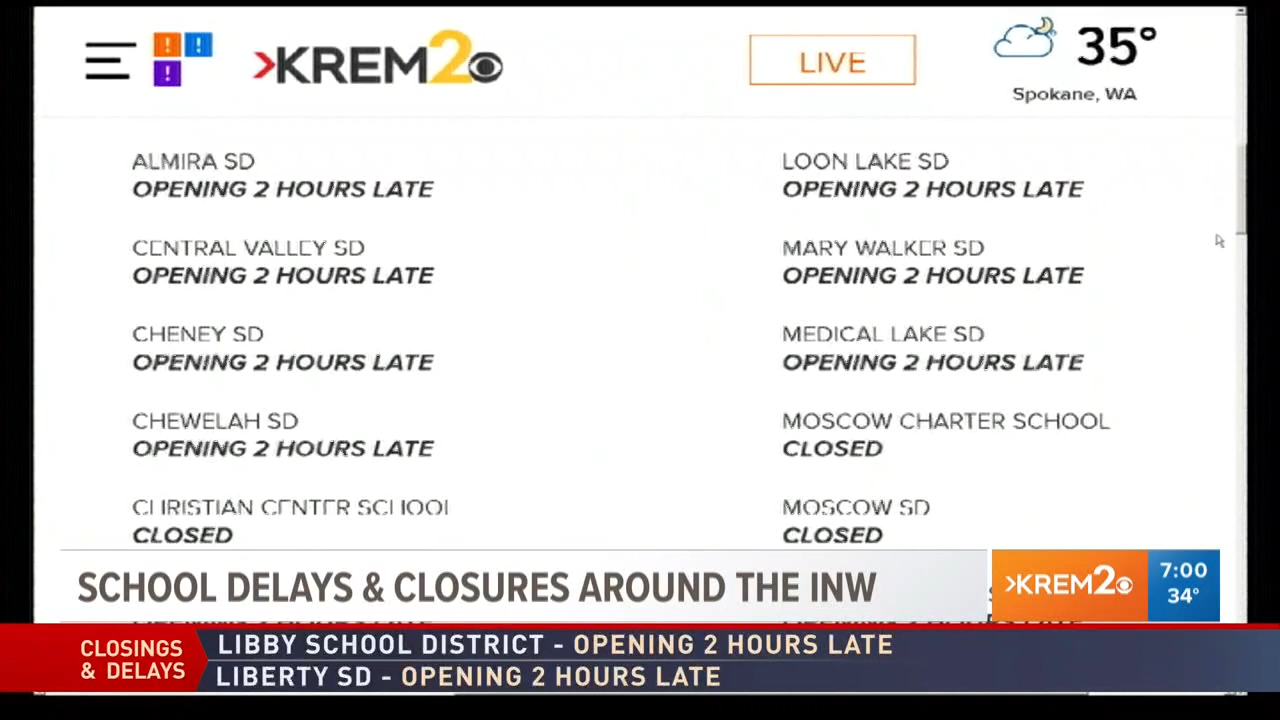 KREM2
LIVE
35°
Spokane, WA
ALMIRA SD
OPENING 2 HOURS LATE
CENTRAL VALLEY SD
OPENING 2 HOURS LATE
CHENEY SD
OPENING 2 HOURS LATE
CHEWELAH SD
OPENING 2 HOURS LATE
CHRISTIAN CENTER SCHOOL
CLOSED
LOON LAKE SD
OPENING 2 HOURS LATE
MARY WALKER SD
OPENING 2 HOURS LATE
MEDICAL LAKE SD
OPENING 2 HOURS LATE
MOSCOW CHARTER SCHOOL
CLOSED
MOSCOW SD
CLOSED
SCHOOL DELAYS & CLOSURES AROUND THE INW
KREM2
7:00
34°
CLOSINGS
& DELAYS
LIBBY SCHOOL DISTRICT - OPENING 2 HOURS LATE
LIBERTY SD - OPENING 2 HOURS LATE